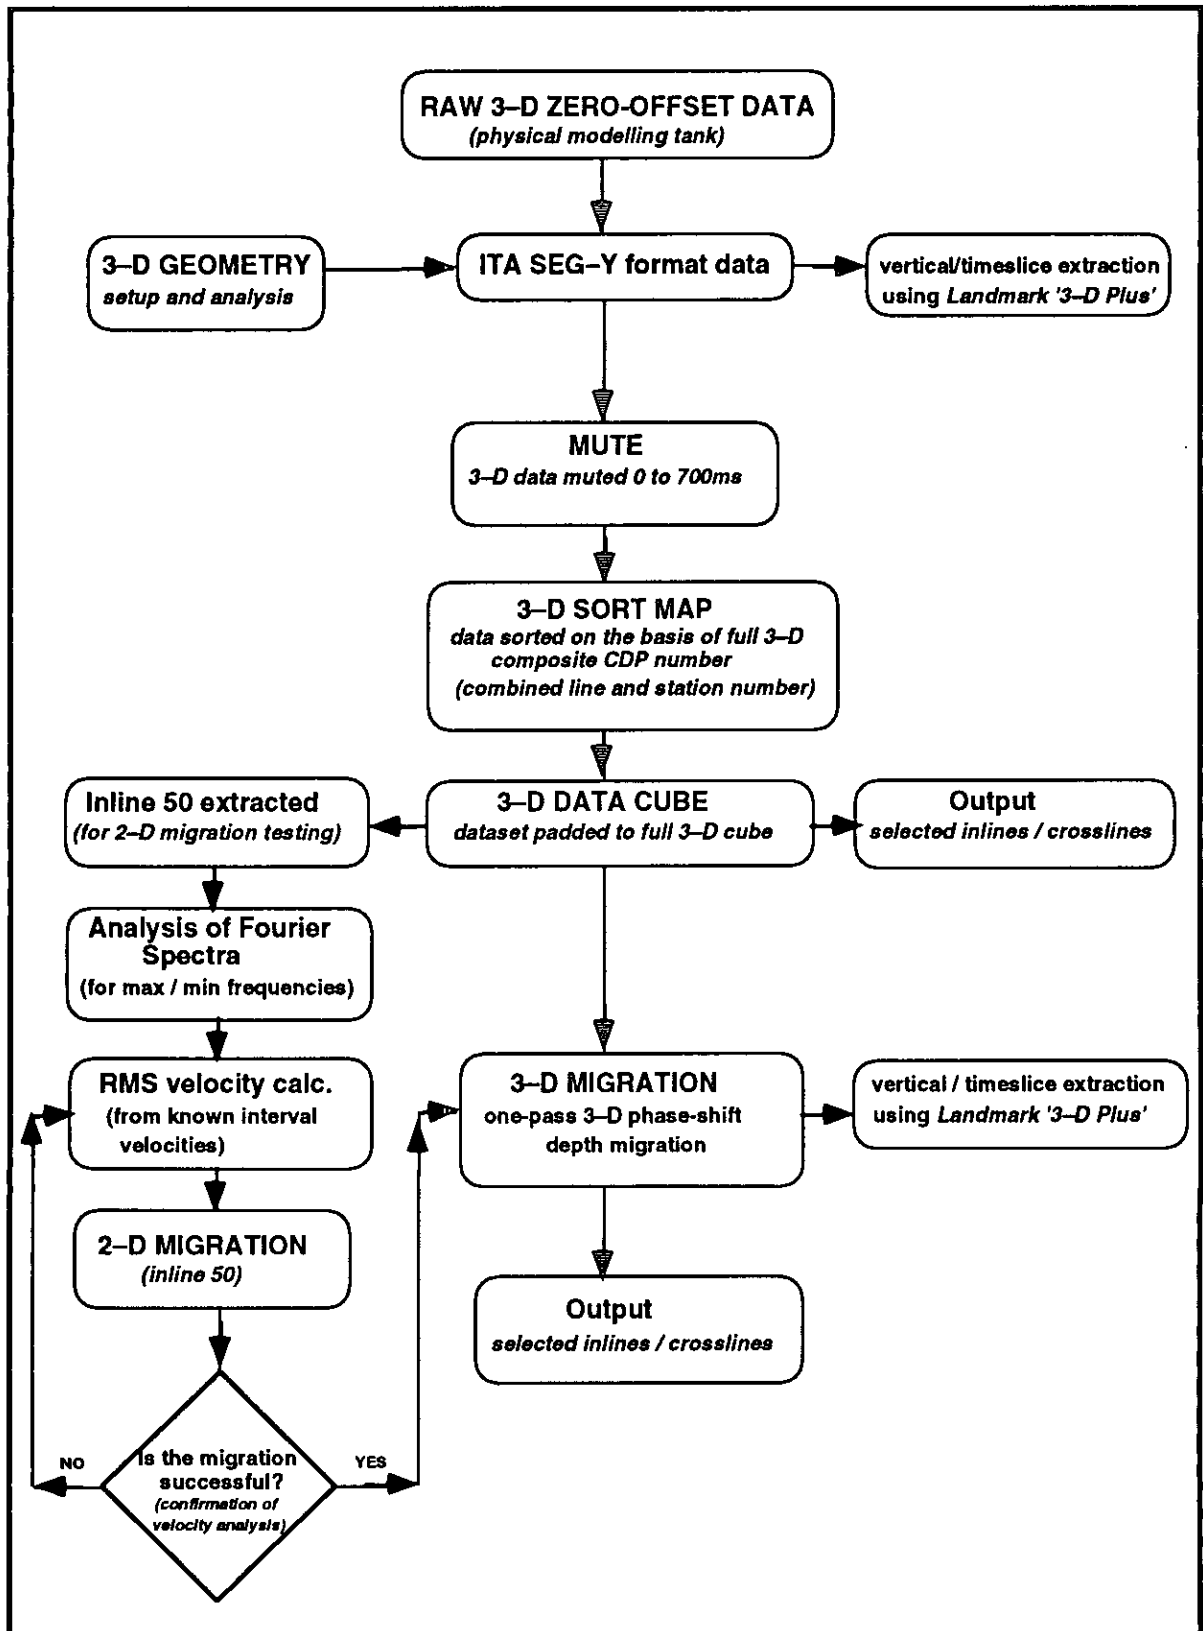 RAW 3–D ZERO-OFFSET DATA
(physical modelling tank)
3–D GEOMETRY
setup and analysis
ITA SEG–Y format data
vertical/timeslice extraction
using Landmark '3–D Plus'
MUTE
3–D data muted 0 to 700ms
3–D SORT MAP
data sorted on the basis of full 3–D
composite CDP number
(combined line and station number)
Inline 50 extracted
(for 2–D migration testing)
3–D DATA CUBE
dataset padded to full 3–D cube
Output
selected inlines / crosslines
Analysis of Fourier
Spectra
(for max / min frequencies)
RMS velocity calc.
(from known interval
velocities)
3–D MIGRATION
one-pass 3–D phase-shift
depth migration
vertical / timeslice extraction
using Landmark '3–D Plus'
2–D MIGRATION
(inline 50)
Output
selected inlines / crosslines
NO
Is the migration
successful?
(confirmation of
velocity analysis)
YES